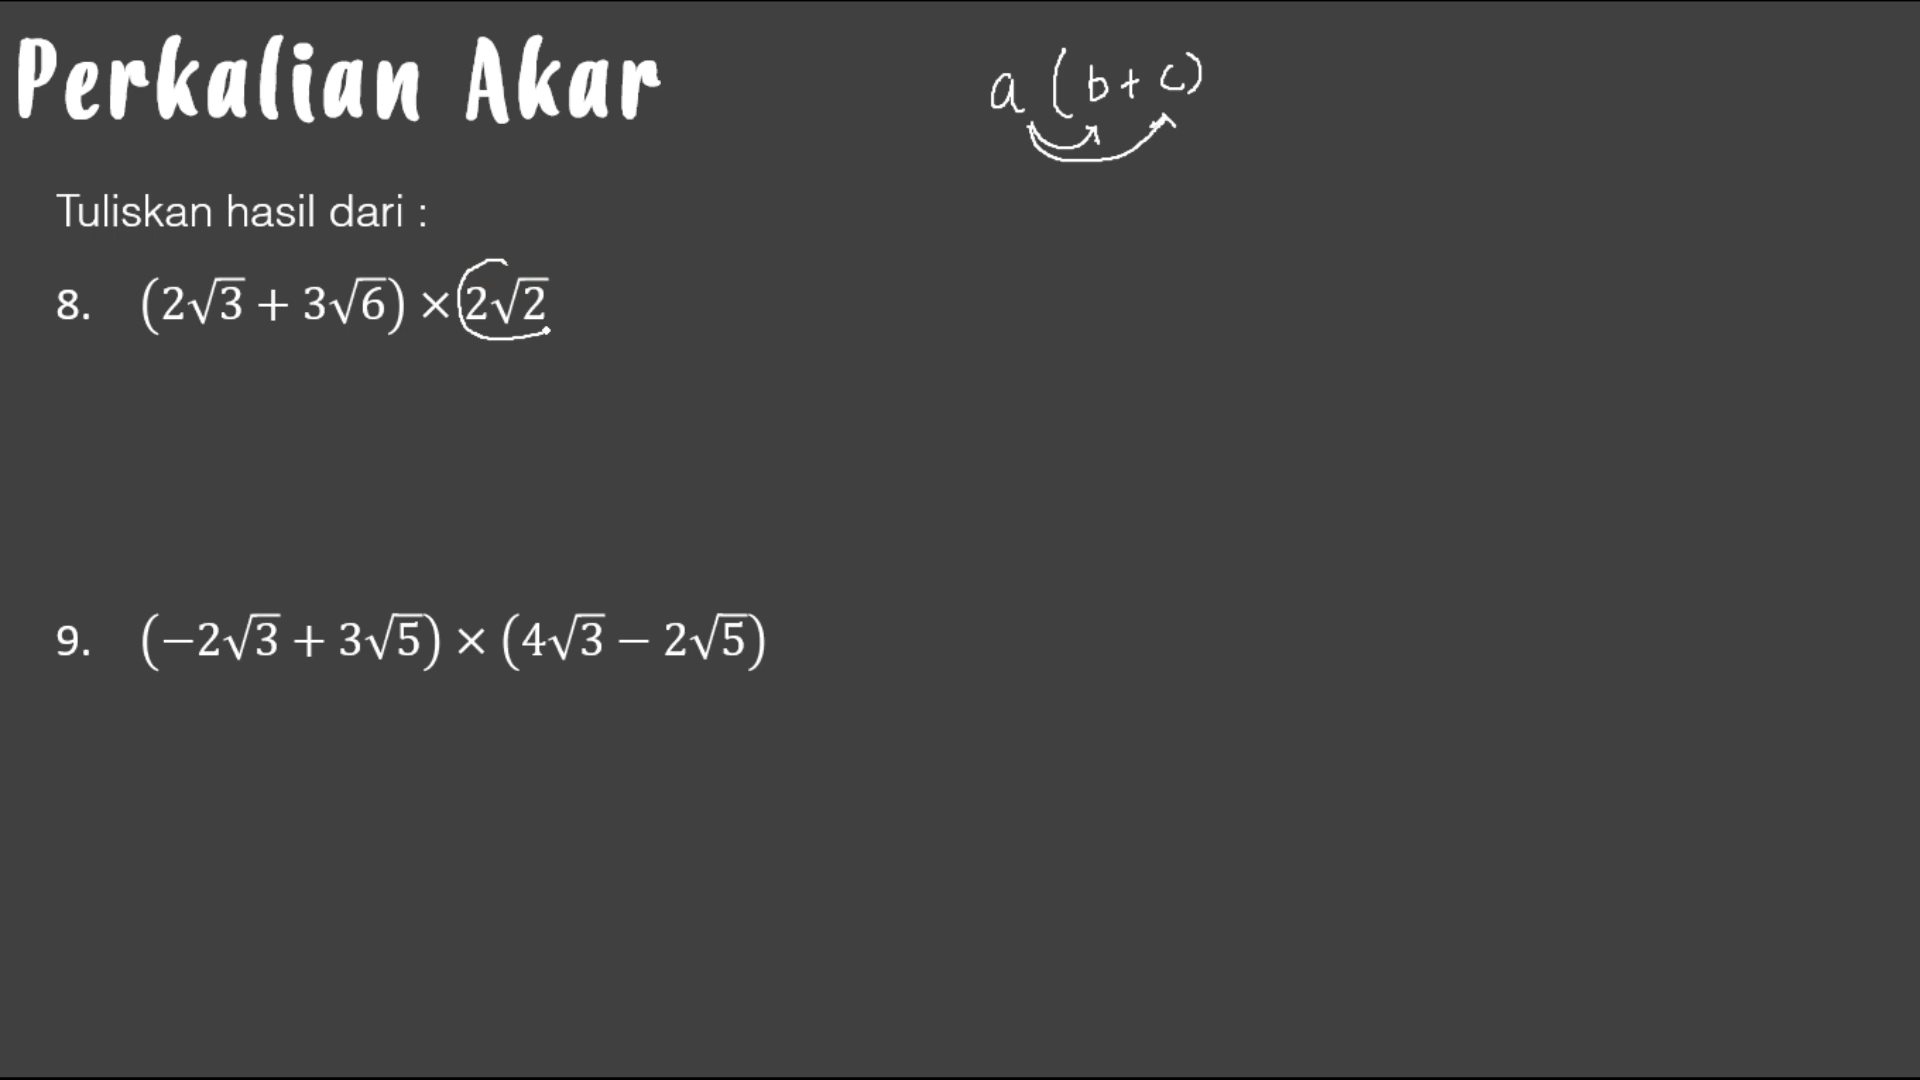 Perkalian Akar
a (b + c)
Tuliskan hasil dari :
8. (2√3 + 3√6) × 2√2
9. (−2√3 + 3√5) × (4√3 − 2√5)